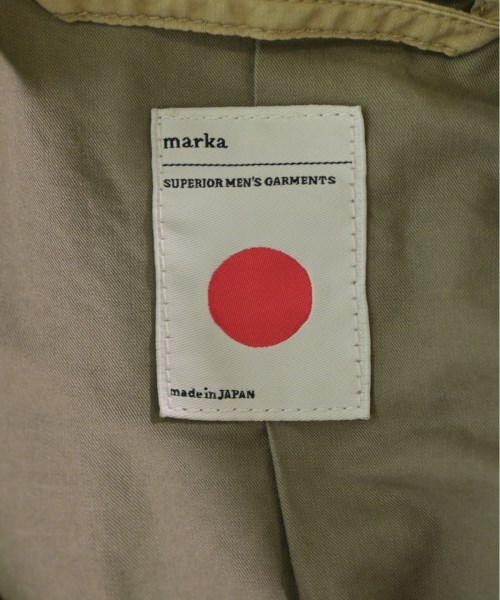 marka
SUPERIOR MEN'S GARMENTS
made in JAPAN